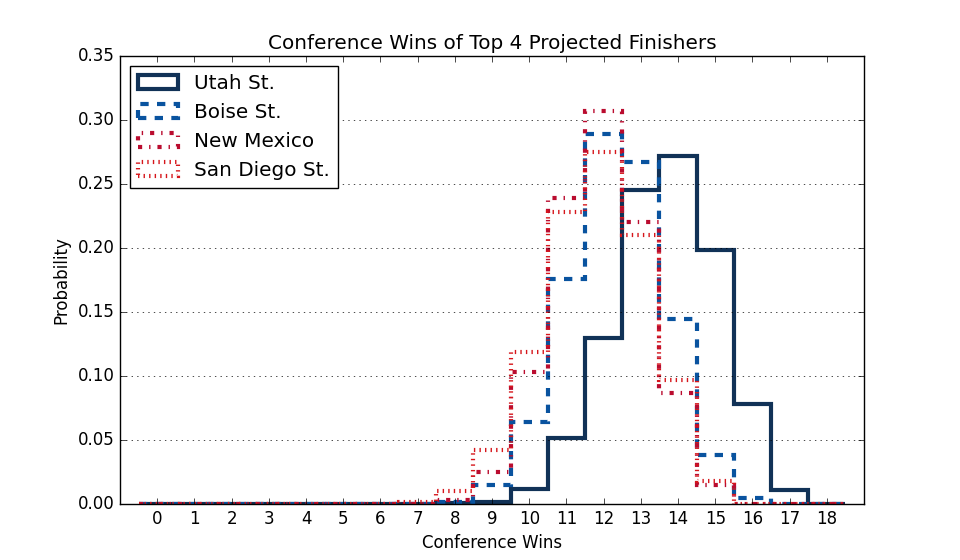 Conference Wins of Top 4 Projected Finishers
0.35
0.30
0.25
0.20
0.15
0.10
0.05
0.00
Probability
Utah St.
Boise St.
New Mexico
San Diego St.
0 1 2 3 4 5 6 7 8 9 10 11 12 13 14 15 16 17 18
Conference Wins